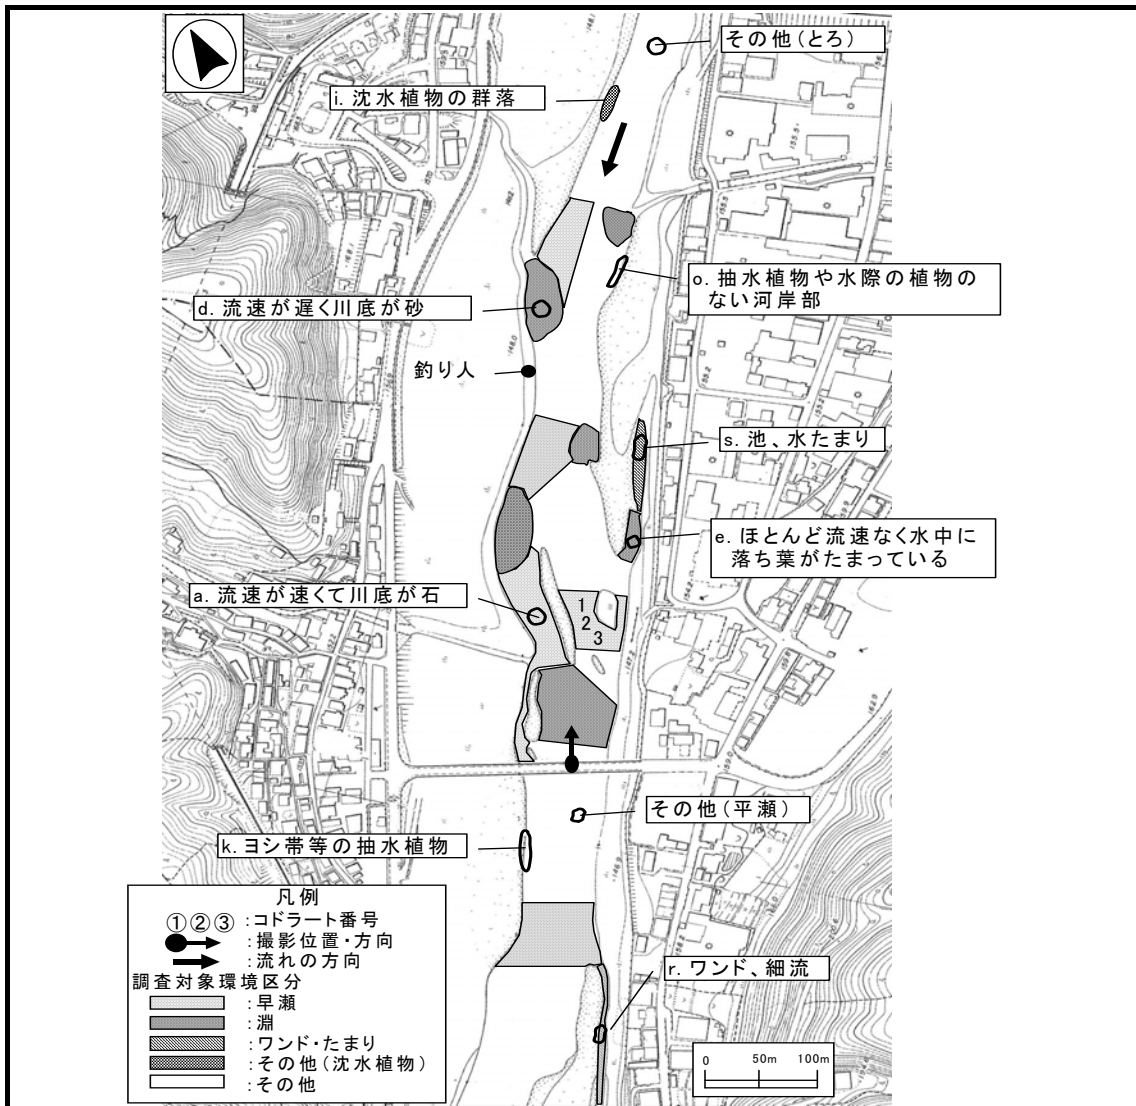 その他(とろ)
i. 沈水植物の群落
o. 抽水植物や水際の植物の
ない河岸部
d. 流速が遅く川底が砂
釣り人
s. 池、水たまり
e. ほとんど流速なく水中に
落ち葉がたまっている
a. 流速が速くて川底が石
1
2
3
その他(平瀬)
k. ヨシ帯等の抽水植物
r. ワンド、細流
凡例
①②③ :コドラート番号
:撮影位置・方向
:流れの方向
調査対象環境区分
:早瀬
:淵
:ワンド・たまり
:その他(沈水植物)
:その他
0 50m 100m